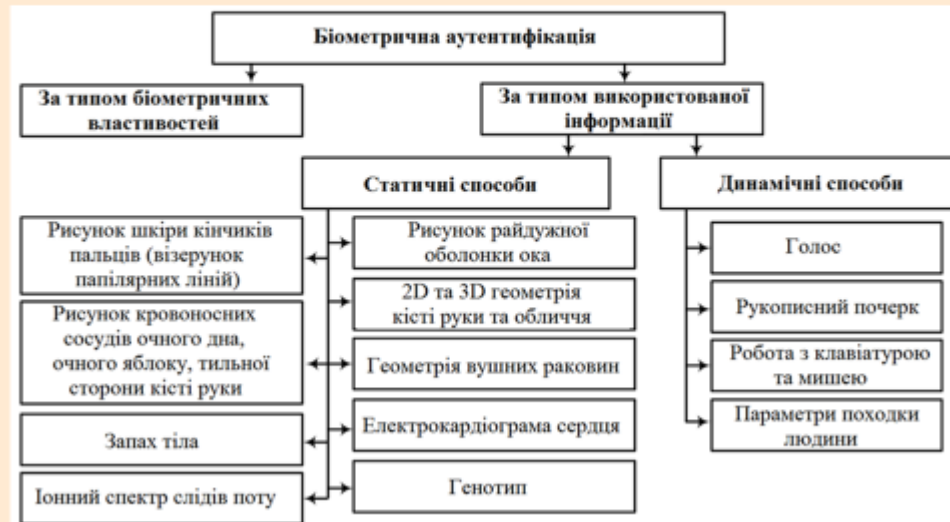 Біометрична аутентифікація
За типом біометричних
властивостей
За типом використованої
інформації
Статичні способи
Динамічні способи
Рисунок шкіри кінчиків
пальців (візерунок
папілярних ліній)
Рисунок кровоносних
сосудів очного дна,
очного яблоку, тильної
сторони кісті руки
Запах тіла
Іонний спектр слідів поту
Рисунок райдужної
оболонки ока
2D та 3D геометрія
кісті руки та обличчя
Геометрія вушних раковин
Електрокардіограма сердця
Генотип
Голос
Рукописний почерк
Робота з клавіатурою
та мишею
Параметри походки
людини